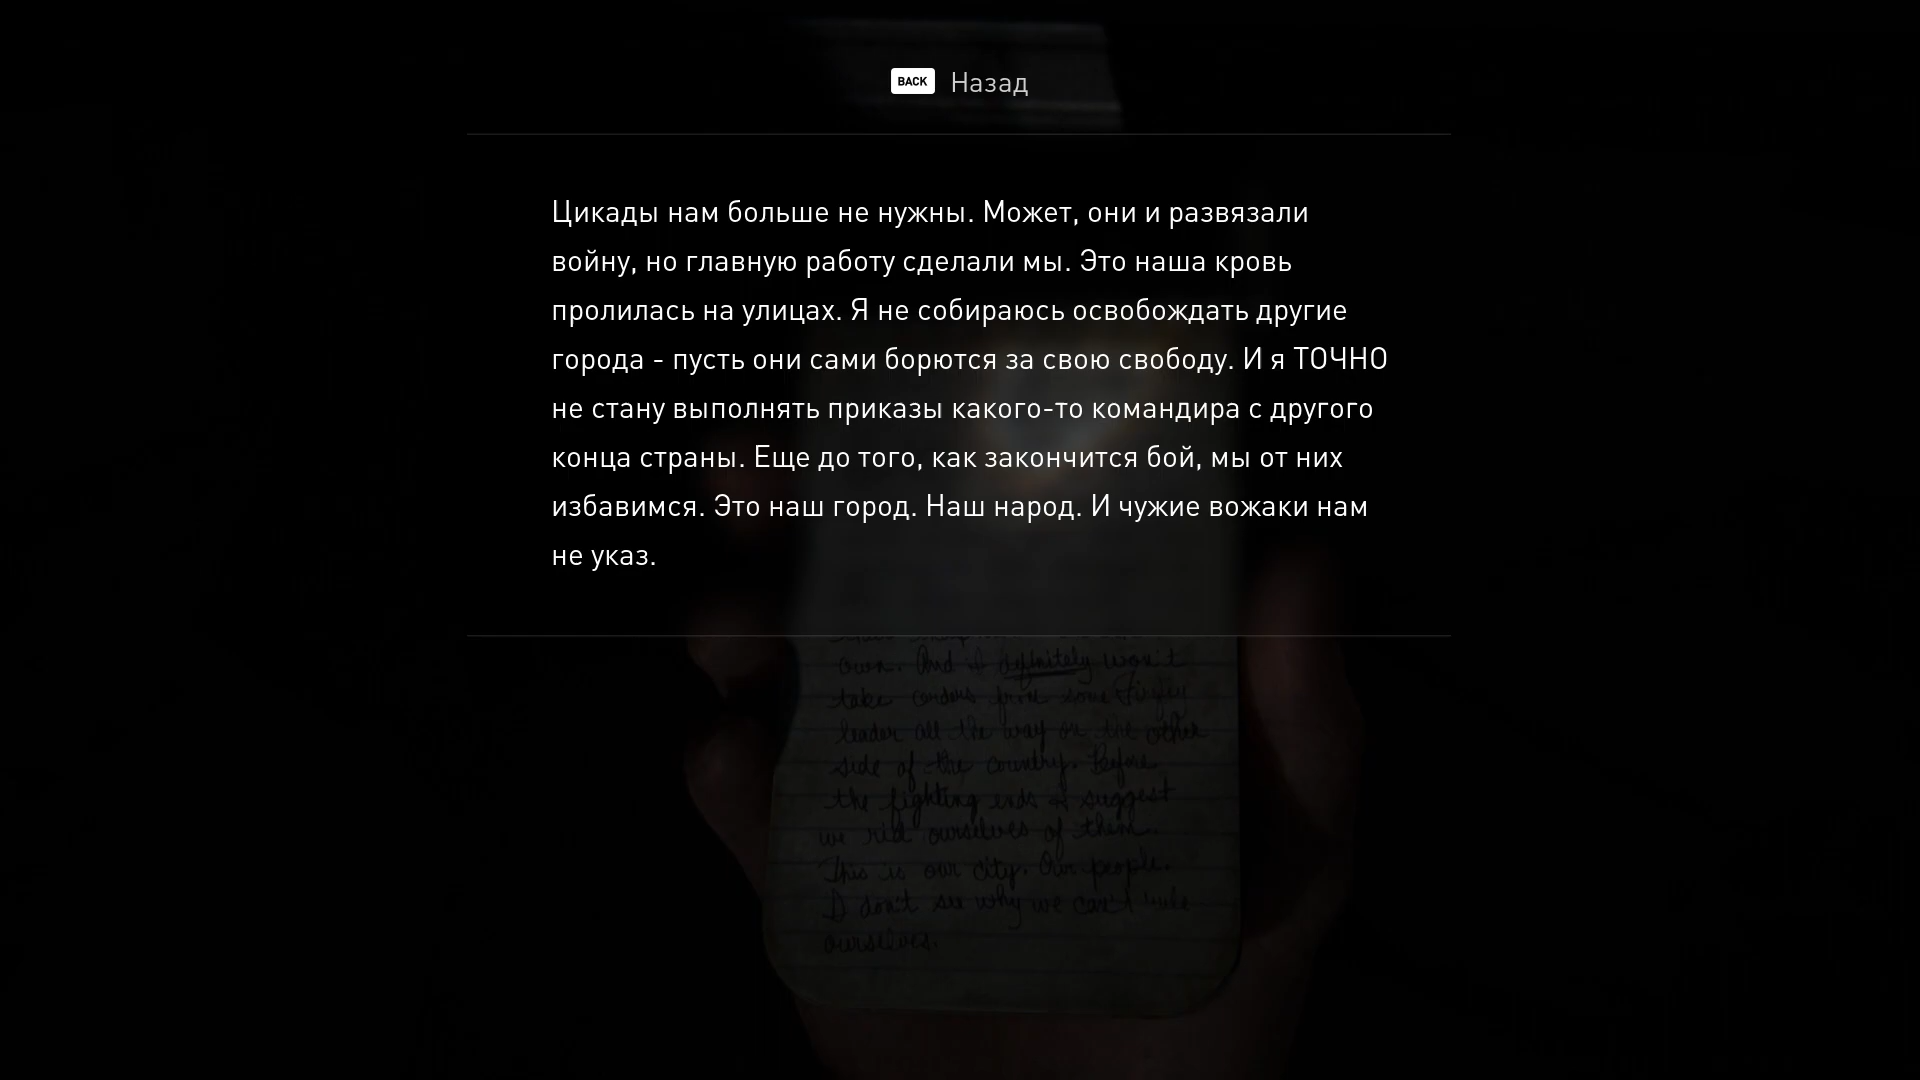 BACK Назад
Цикады нам больше не нужны. Может, они и развязали
войну, но главную работу сделали мы. Это наша кровь
пролилась на улицах. Я не собираюсь освобождать другие
города - пусть они сами борются за свою свободу. И я ТОЧНО
не стану выполнять приказы какого-то командира с другого
конца страны. Еще до того, как закончится бой, мы от них
избавимся. Это наш город. Наш народ. И чужие вожаки нам
не указ.
own. And I definitely won't
take orders from some Firefly
leader all the way on the other
side of the country. Before
the fighting ends I suggest
we rid ourselves of them.
This is our city. Our people.
I don't see why we can't rule
ourselves.